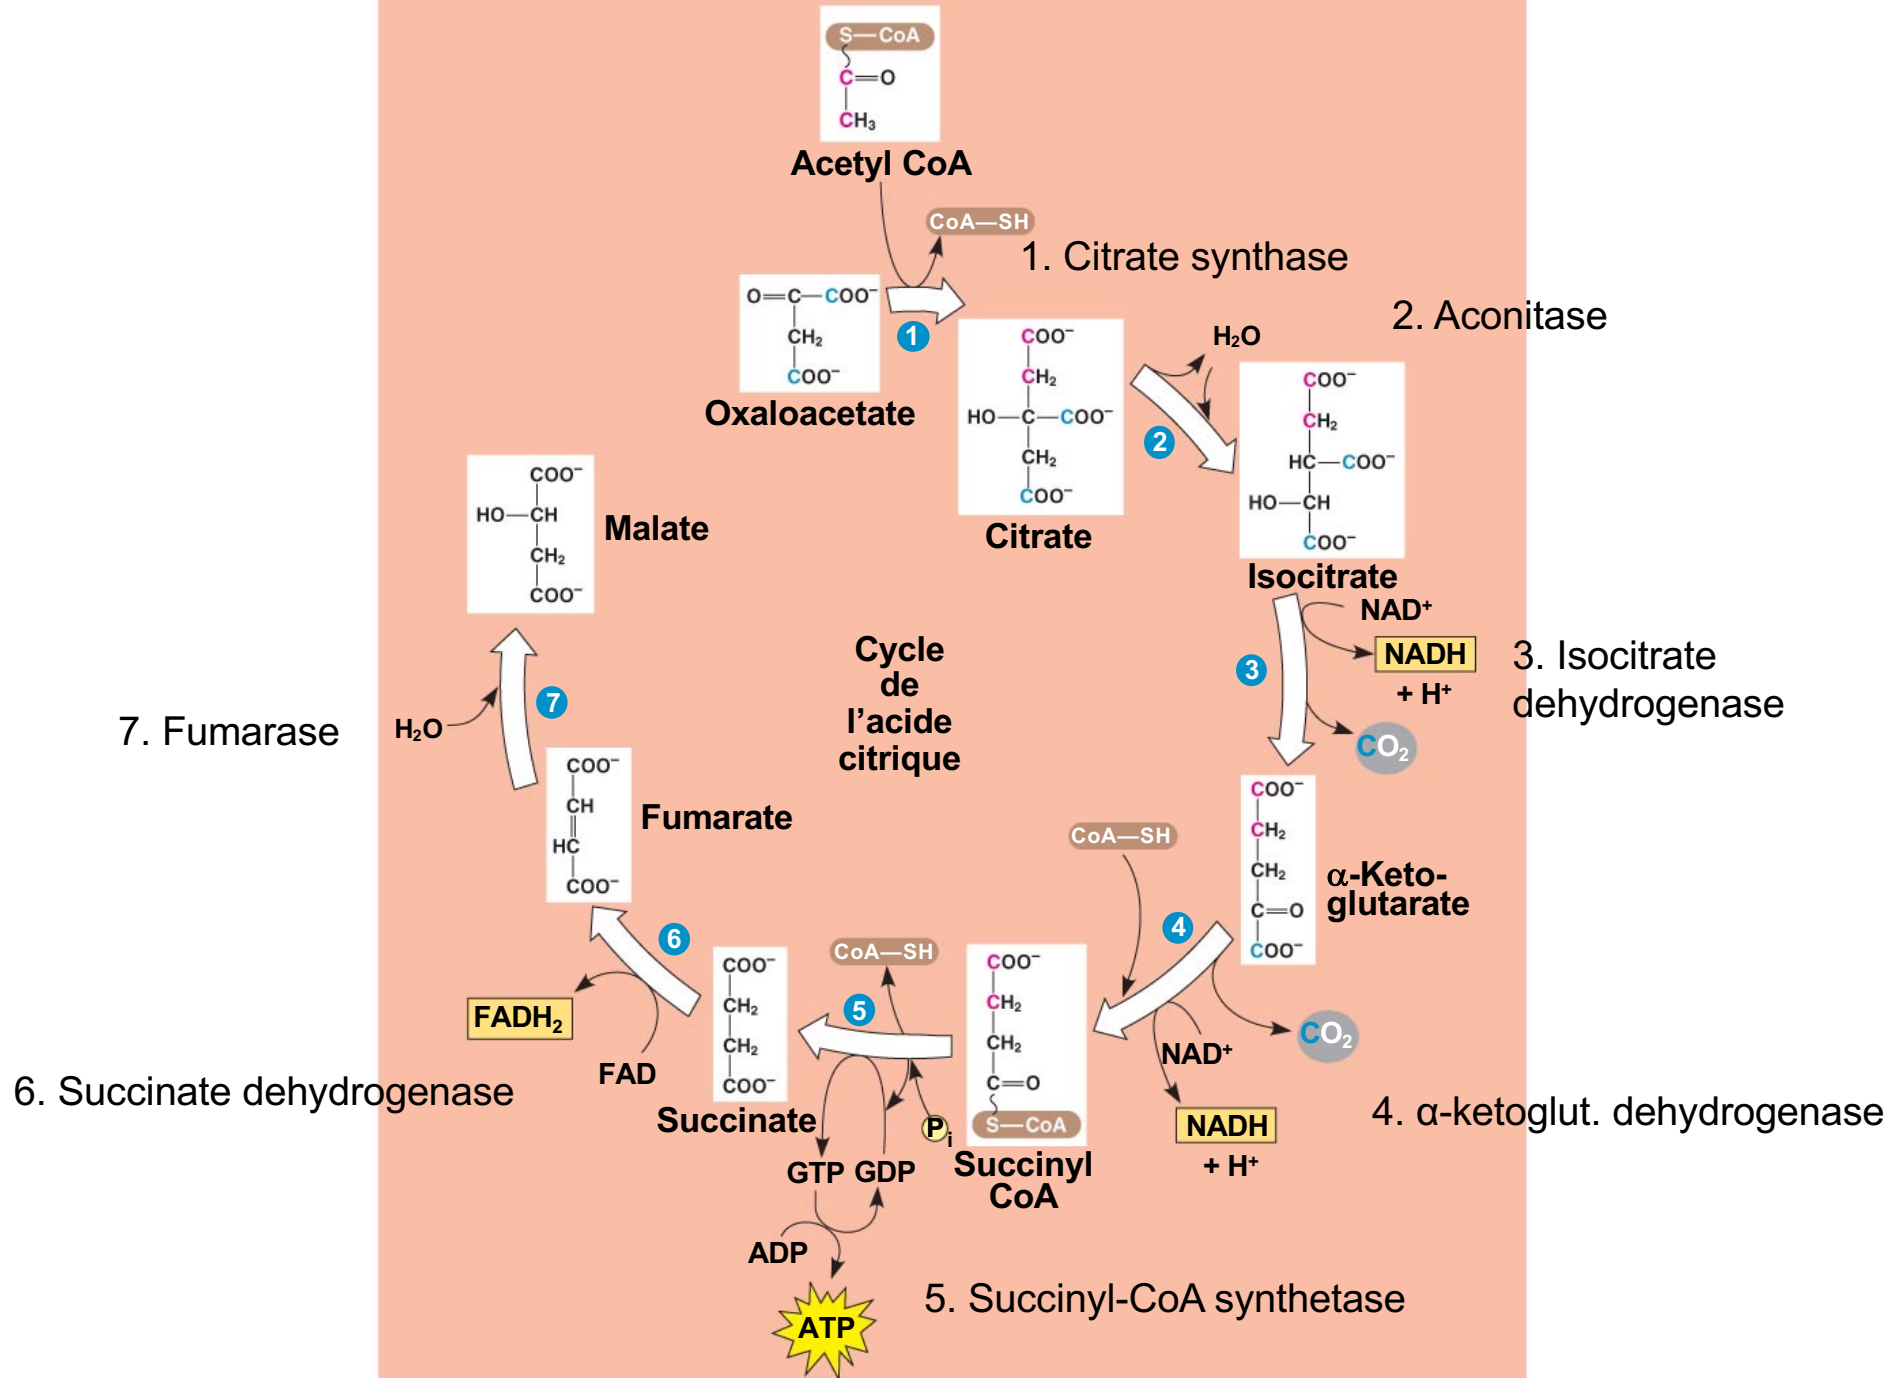 S—CoA
C=O
CH₃
Acetyl CoA
CoA—SH
1. Citrate synthase
O=C—COO⁻
CH₂
COO⁻
Oxaloacetate
1
2. Aconitase
H₂O
COO⁻
CH₂
HO—C—COO⁻
CH₂
COO⁻
Citrate
2
COO⁻
CH₂
HC—COO⁻
HO—CH
COO⁻
Isocitrate
NAD⁺
NADH
+ H⁺
3
3. Isocitrate
dehydrogenase
CO₂
COO⁻
CH₂
CH₂
C=O
COO⁻
α-Keto-
glutarate
CoA—SH
4
CO₂
NAD⁺
NADH
+ H⁺
4. α-ketoglut. dehydrogenase
COO⁻
CH₂
CH₂
C=O
S—CoA
Succinyl
CoA
CoA—SH
5
Pi
GTP GDP
ADP
ATP
5. Succinyl-CoA synthetase
COO⁻
CH₂
CH₂
COO⁻
Succinate
6
FADH₂
FAD
6. Succinate dehydrogenase
COO⁻
CH
HC
COO⁻
Fumarate
7
H₂O
7. Fumarase
COO⁻
HO—CH
CH₂
COO⁻
Malate
Cycle
de
l’acide
citrique